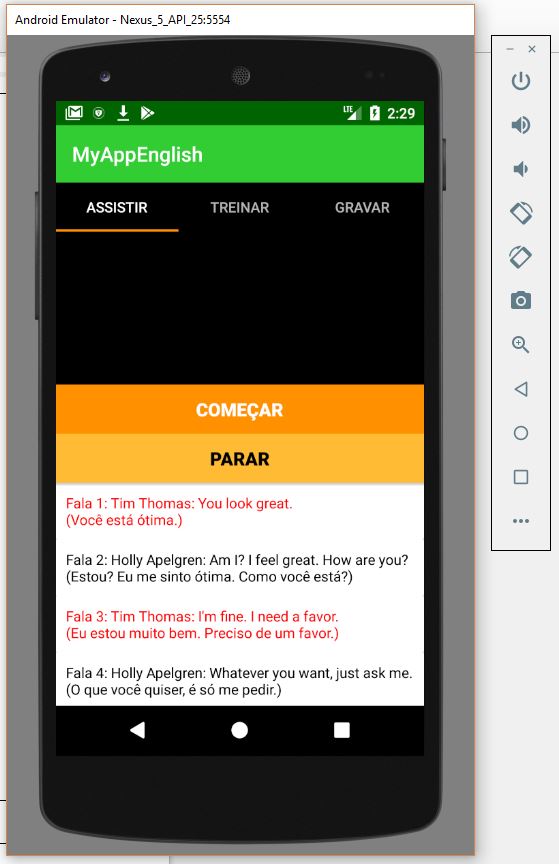 Android Emulator - Nexus_5_API_25:5554
LTE 2:29
MyAppEnglish
ASSISTIR TREINAR GRAVAR
COMEÇAR
PARAR
Fala 1: Tim Thomas: You look great.
(Você está ótima.)
Fala 2: Holly Apelgren: Am I? I feel great. How are you?
(Estou? Eu me sinto ótima. Como você está?)
Fala 3: Tim Thomas: I'm fine. I need a favor.
(Eu estou muito bem. Preciso de um favor.)
Fala 4: Holly Apelgren: Whatever you want, just ask me.
(O que você quiser, é só me pedir.)